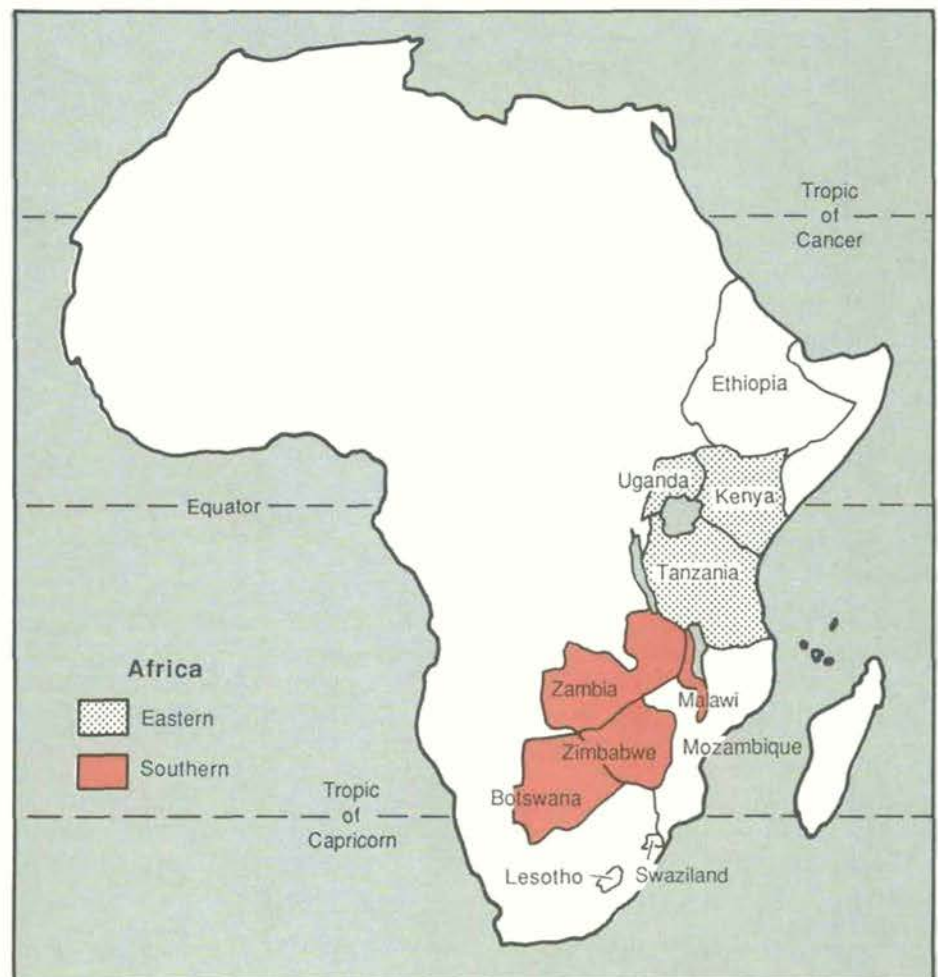 Tropic
of
Cancer
Ethiopia
Uganda
Kenya
Equator
Tanzania
Africa
Eastern
Southern
Zambia
Malawi
Zimbabwe
Mozambique
Botswana
Tropic
of
Capricorn
Lesotho
Swaziland